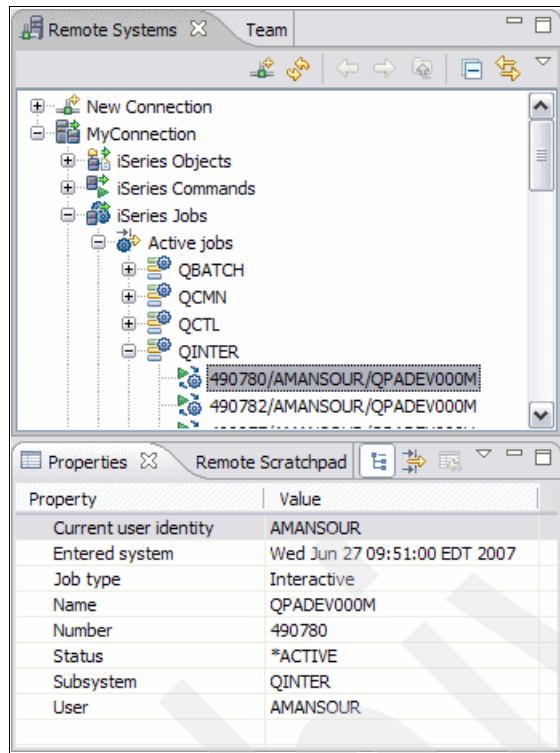 Remote Systems Team
New Connection
MyConnection
iSeries Objects
iSeries Commands
iSeries Jobs
Active jobs
QBATCH
QCMN
QCTL
QINTER
490780/AMANSOUR/QPADEV000M
490782/AMANSOUR/QPADEV000M
Properties Remote Scratchpad
Property Value
Current user identity AMANSOUR
Entered system Wed Jun 27 09:51:00 EDT 2007
Job type Interactive
Name QPADEV000M
Number 490780
Status *ACTIVE
Subsystem QINTER
User AMANSOUR